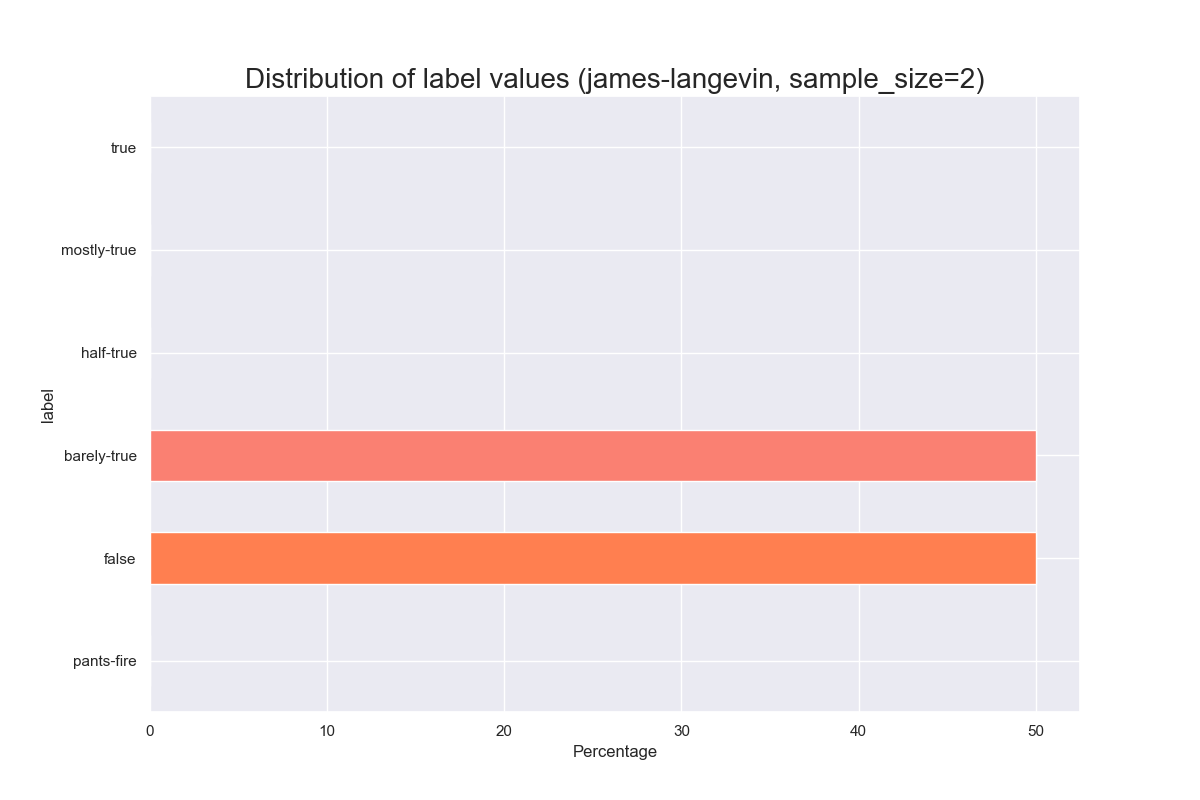 Distribution of label values (james-langevin, sample_size=2)
true
mostly-true
half-true
label
barely-true
false
pants-fire
0 10 20 30 40 50
Percentage